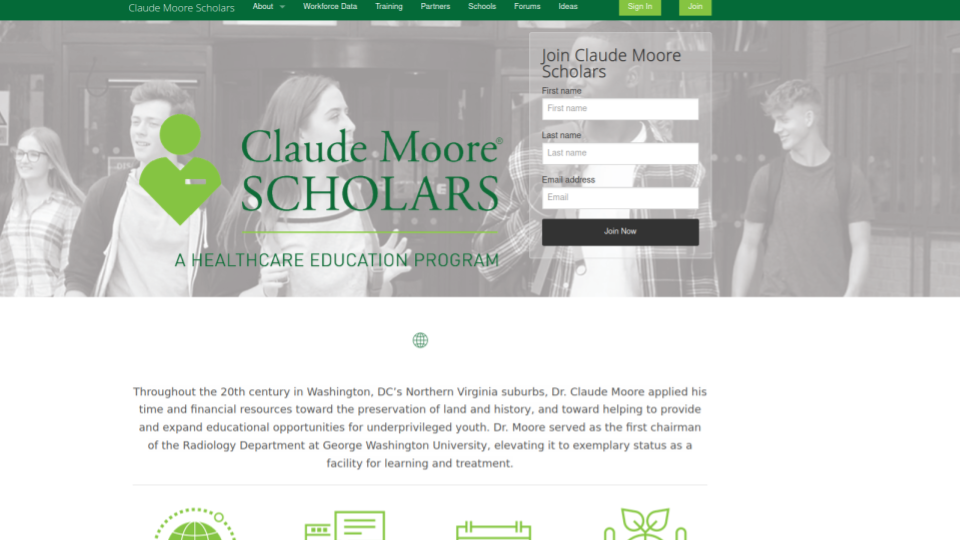 Claude Moore Scholars
About
Workforce Data
Training
Partners
Schools
Forums
Ideas
Sign In
Join
Claude Moore®
SCHOLARS
A HEALTHCARE EDUCATION PROGRAM
Join Claude Moore
Scholars
First name
First name
Last name
Last name
Email address
Email
Join Now
Throughout the 20th century in Washington, DC’s Northern Virginia suburbs, Dr. Claude Moore applied his
time and financial resources toward the preservation of land and history, and toward helping to provide
and expand educational opportunities for underprivileged youth. Dr. Moore served as the first chairman
of the Radiology Department at George Washington University, elevating it to exemplary status as a
facility for learning and treatment.